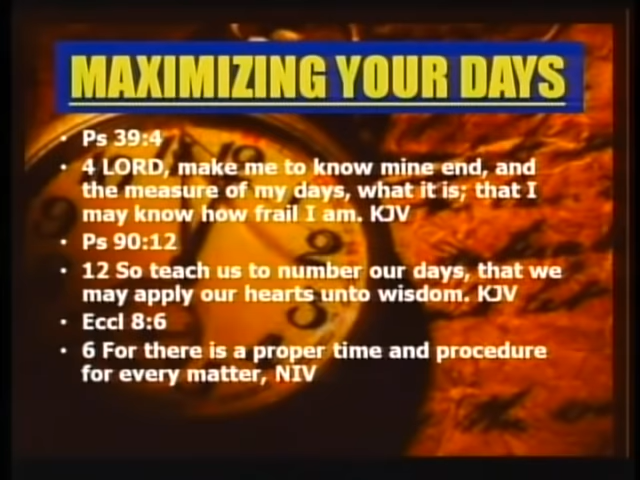 MAXIMIZING YOUR DAYS
• Ps 39:4
• 4 LORD, make me to know mine end, and
the measure of my days, what it is; that I
may know how frail I am. KJV
• Ps 90:12
• 12 So teach us to number our days, that we
may apply our hearts unto wisdom. KJV
• Eccl 8:6
• 6 For there is a proper time and procedure
for every matter, NIV